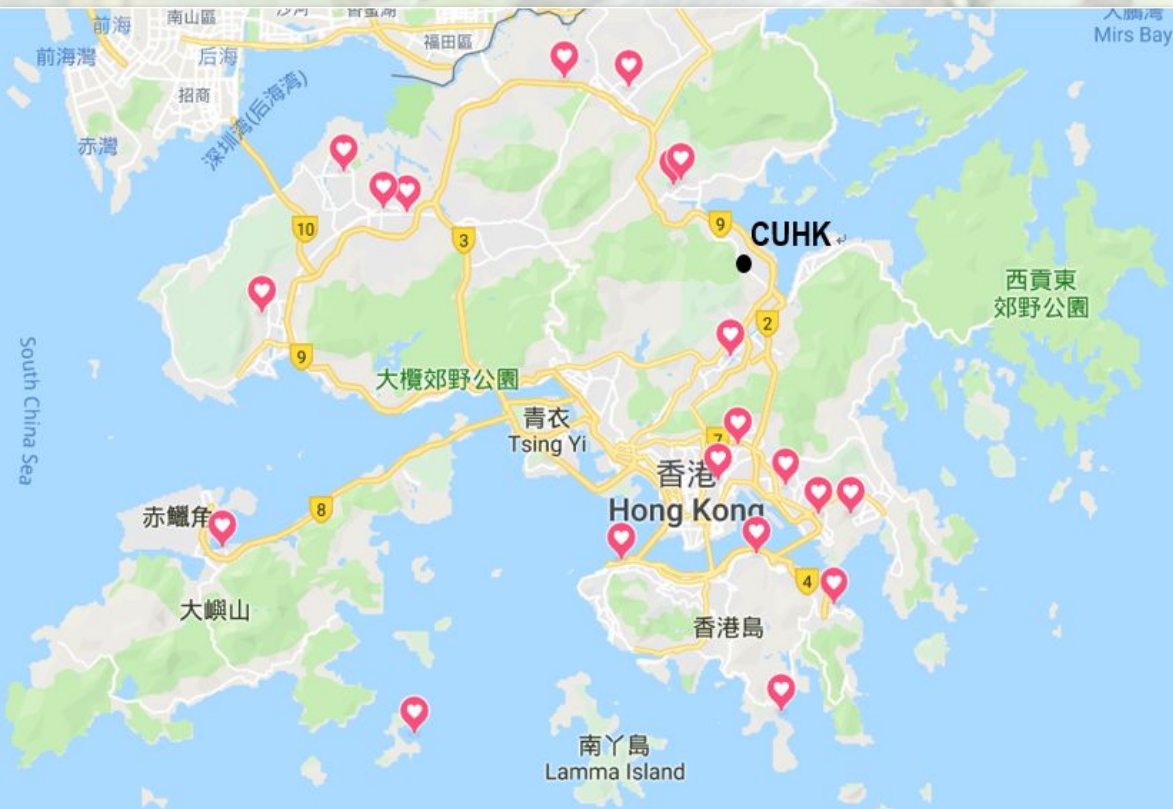 前海
南山區
福田區
前海灣
后海
招商
赤灣
深圳湾(后海湾)
Mirs Bay
10
3
9
CUHK
西貢東
郊野公園
2
9
大欖郊野公園
South China Sea
青衣
Tsing Yi
7
香港
Hong Kong
8
赤鱲角
4
大嶼山
香港島
南丫島
Lamma Island